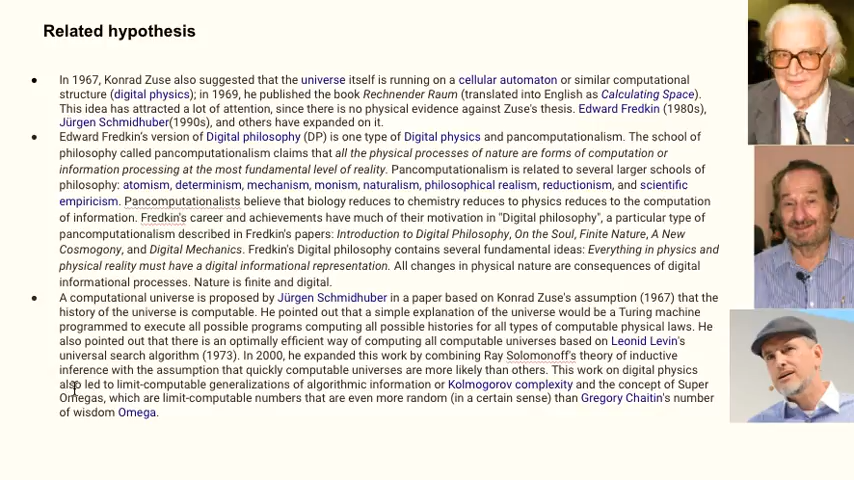 Related hypothesis
● In 1967, Konrad Zuse also suggested that the universe itself is running on a cellular automaton or similar computational
structure (digital physics); in 1969, he published the book Rechnender Raum (translated into English as Calculating Space).
This idea has attracted a lot of attention, since there is no physical evidence against Zuse's thesis. Edward Fredkin (1980s),
Jürgen Schmidhuber(1990s), and others have expanded on it.
● Edward Fredkin's version of Digital philosophy (DP) is one type of Digital physics and pancomputationalism. The school of
philosophy called pancomputationalism claims that all the physical processes of nature are forms of computation or
information processing at the most fundamental level of reality. Pancomputationalism is related to several larger schools of
philosophy: atomism, determinism, mechanism, monism, naturalism, philosophical realism, reductionism, and scientific
empiricism. Pancomputationalists believe that biology reduces to chemistry reduces to physics reduces to the computation
of information. Fredkin's career and achievements have much of their motivation in "Digital philosophy", a particular type of
pancomputationalism described in Fredkin's papers: Introduction to Digital Philosophy, On the Soul, Finite Nature, A New
Cosmogony, and Digital Mechanics. Fredkin's Digital philosophy contains several fundamental ideas: Everything in physics and
physical reality must have a digital informational representation. All changes in physical nature are consequences of digital
informational processes. Nature is finite and digital.
● A computational universe is proposed by Jürgen Schmidhuber in a paper based on Konrad Zuse's assumption (1967) that the
history of the universe is computable. He pointed out that a simple explanation of the universe would be a Turing machine
programmed to execute all possible programs computing all possible histories for all types of computable physical laws. He
also pointed out that there is an optimally efficient way of computing all computable universes based on Leonid Levin's
universal search algorithm (1973). In 2000, he expanded this work by combining Ray Solomonoff's theory of inductive
inference with the assumption that quickly computable universes are more likely than others. This work on digital physics
also led to limit-computable generalizations of algorithmic information or Kolmogorov complexity and the concept of Super
Omegas, which are limit-computable numbers that are even more random (in a certain sense) than Gregory Chaitin's number
of wisdom Omega.